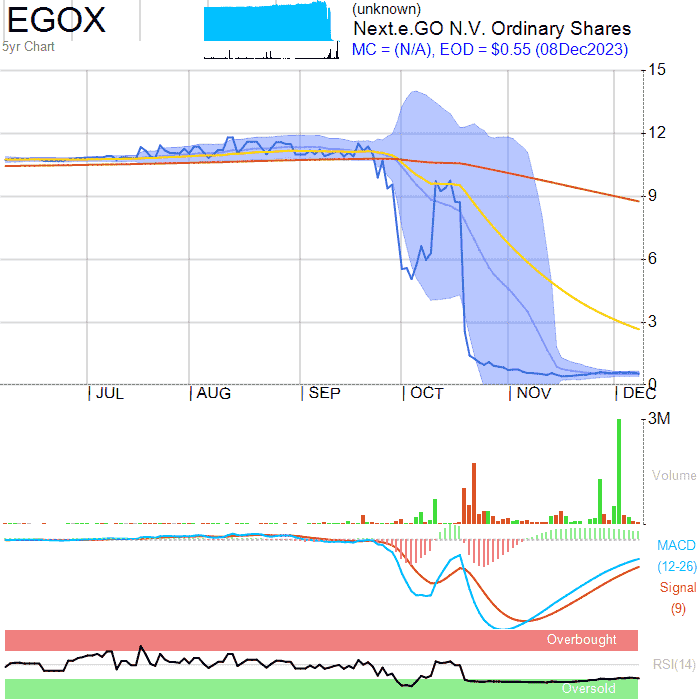 EGOX
5yr Chart
(unknown)
Next.e.GO N.V. Ordinary Shares
MC = (N/A), EOD = $0.55 (08Dec2023)
15
12
9
6
3
0
JUL AUG SEP OCT NOV DEC
3M
Volume
MACD
(12-26)
Signal
(9)
Overbought
RSI(14)
Oversold